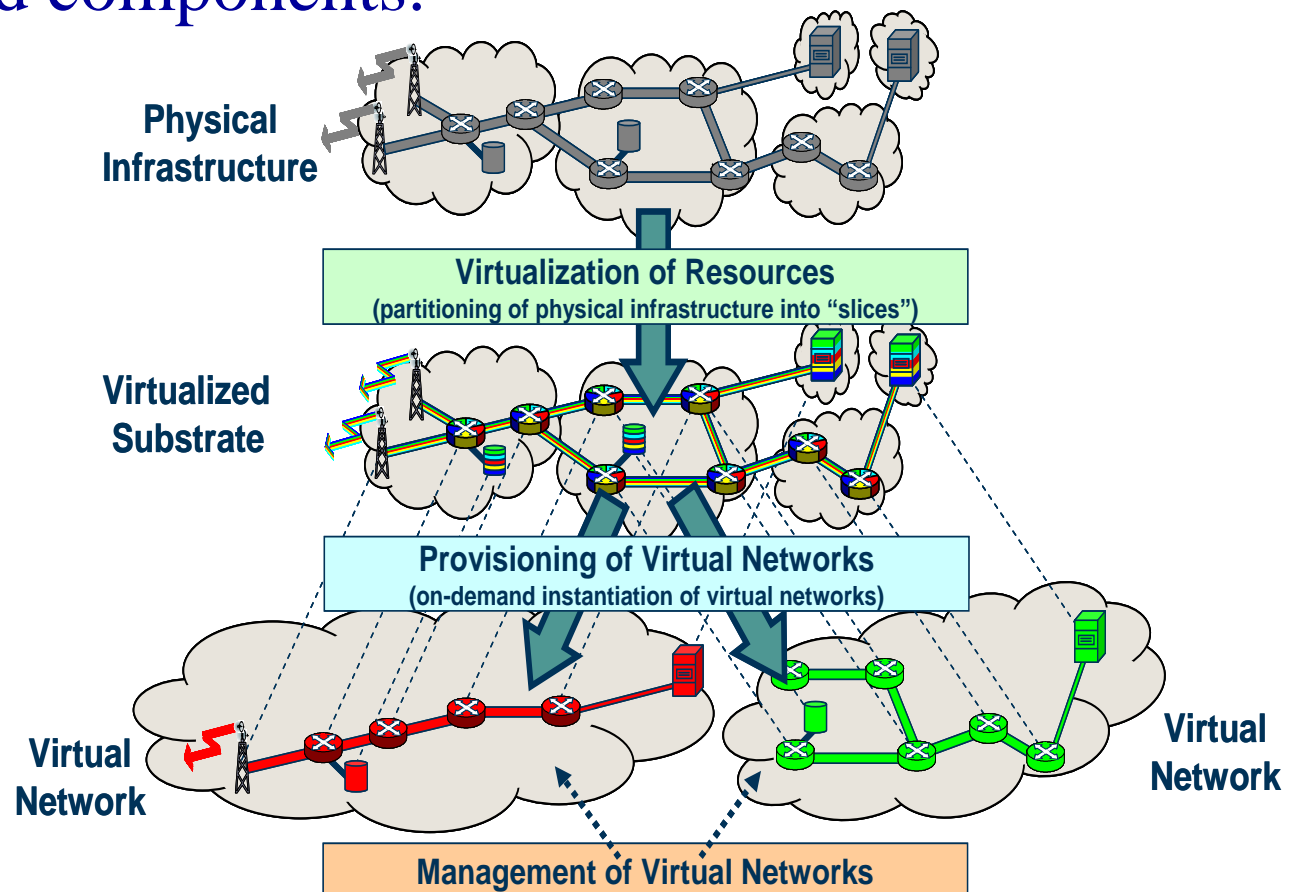 components.
Physical
Infrastructure
Virtualization of Resources
(partitioning of physical infrastructure into “slices”)
Virtualized
Substrate
Provisioning of Virtual Networks
(on-demand instantiation of virtual networks)
Virtual
Network
Virtual
Network
Management of Virtual Networks